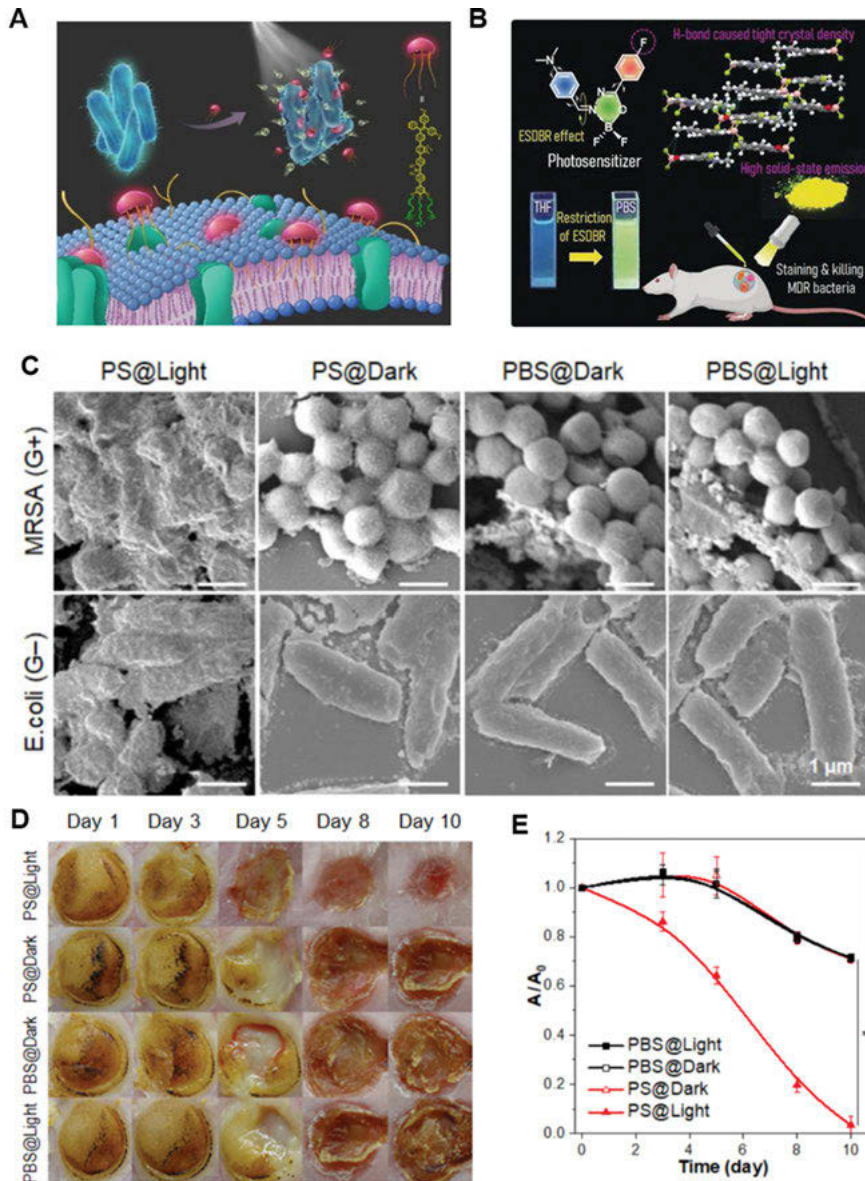 A
B
H-bond caused tight crystal density
F
N
N
N
O
B
F
F
ESDBR effect
Photosensitizer
High solid-state emission
THF
Restriction
of ESDBR
PBS
Staining & killing
MDR bacteria
C
PS@Light
PS@Dark
PBS@Dark
PBS@Light
MRSA (G+)
E.coli (G–)
1 µm
D
Day 1
Day 3
Day 5
Day 8
Day 10
PS@Light
PS@Dark
PBS@Dark
PBS@Light
E
1.2
1.0
0.8
0.6
0.4
0.2
0.0
A/A0
PBS@Light
PBS@Dark
PS@Dark
PS@Light
0 2 4 6 8 10
Time (day)